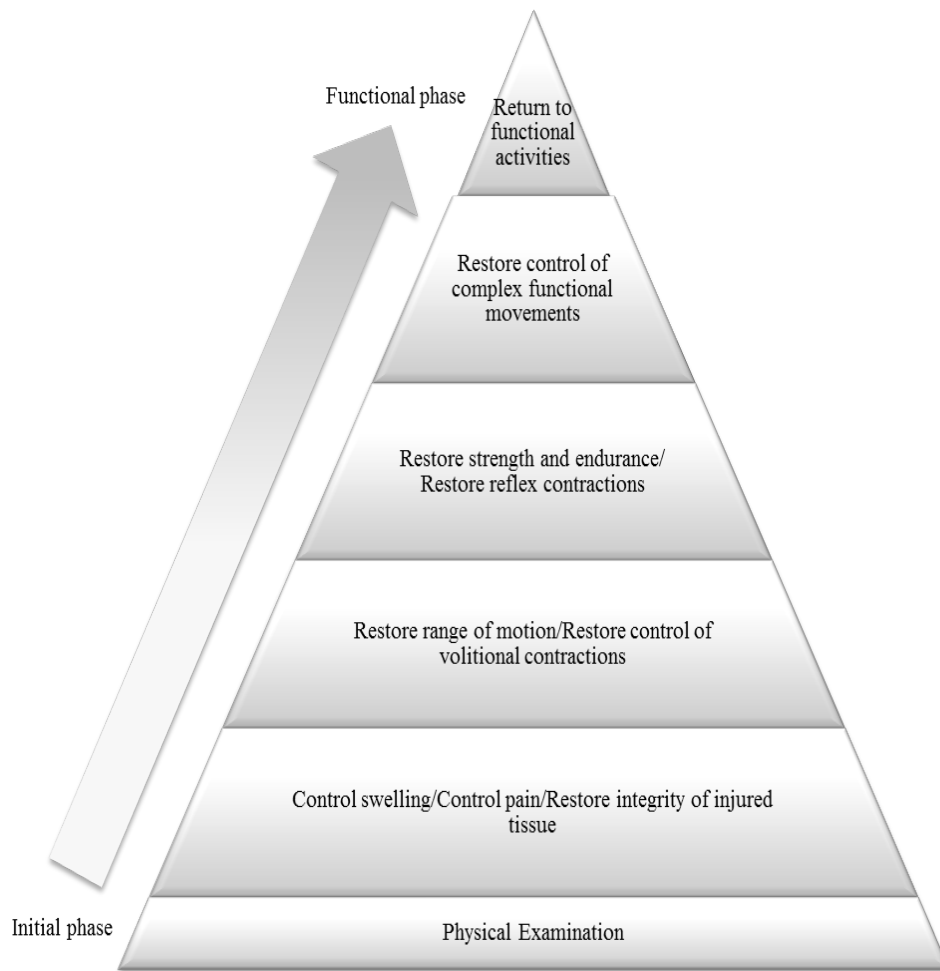 Functional phase
Return to
functional
activities
Restore control of
complex functional
movements
Restore strength and endurance/
Restore reflex contractions
Restore range of motion/Restore control of
volitional contractions
Control swelling/Control pain/Restore integrity of injured
tissue
Initial phase
Physical Examination